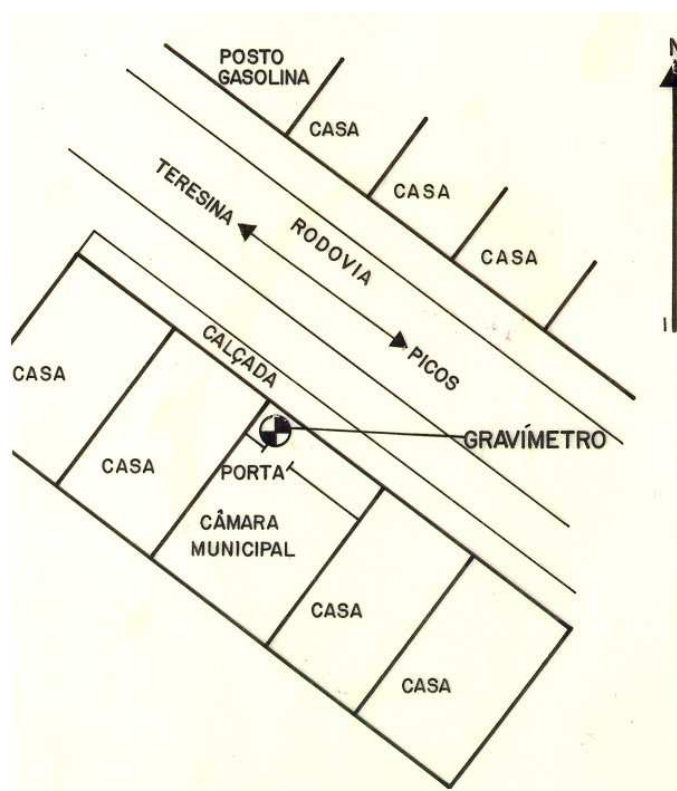 POSTO
GASOLINA
N
CASA
CASA
TERESINA
RODOVIA
CASA
PICOS
CALÇADA
CASA
GRAVÍMETRO
CASA
PORTA
CÂMARA
MUNICIPAL
CASA
CASA